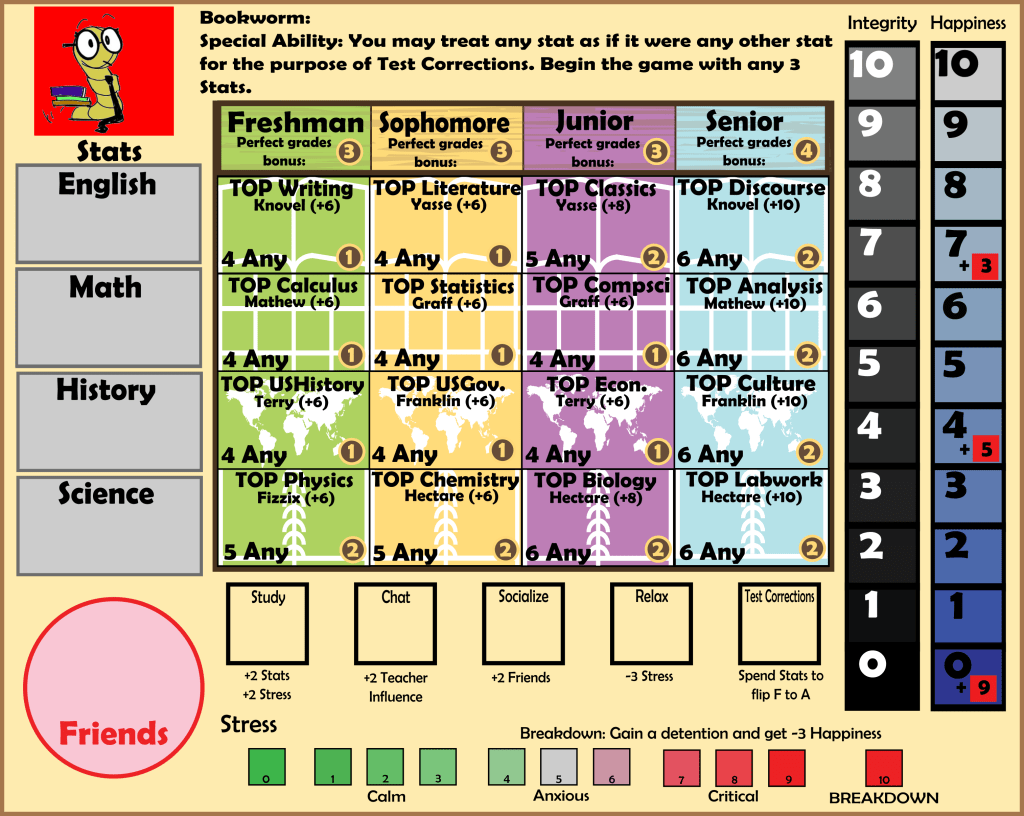 Bookworm:
Special Ability: You may treat any stat as if it were any other stat
for the purpose of Test Corrections. Begin the game with any 3
Stats.
Integrity
Happiness
Stats
English
Math
History
Science
Friends
Freshman
Perfect grades
bonus:
3
Sophomore
Perfect grades
bonus:
3
Junior
Perfect grades
bonus:
3
Senior
Perfect grades
bonus:
4
TOP Writing
Knovel (+6)
4 Any
1
TOP Literature
Yasse (+6)
4 Any
1
TOP Classics
Yasse (+8)
5 Any
2
TOP Discourse
Knovel (+10)
6 Any
2
TOP Calculus
Mathew (+6)
4 Any
1
TOP Statistics
Graff (+6)
4 Any
1
TOP Compsci
Graff (+6)
4 Any
1
TOP Analysis
Mathew (+10)
6 Any
2
TOP USHistory
Terry (+6)
4 Any
1
TOP USGov.
Franklin (+6)
4 Any
1
TOP Econ.
Terry (+6)
4 Any
1
TOP Culture
Franklin (+10)
6 Any
2
TOP Physics
Fizzix (+6)
5 Any
2
TOP Chemistry
Hectare (+6)
5 Any
2
TOP Biology
Hectare (+8)
6 Any
2
TOP Labwork
Hectare (+10)
6 Any
2
10
9
8
7
6
5
4
3
2
1
0
10
9
8
7
+ 3
6
5
4
+ 5
3
2
1
0
+ 9
Study
+2 Stats
+2 Stress
Chat
+2 Teacher
Influence
Socialize
+2 Friends
Relax
-3 Stress
Test Corrections
Spend Stats to
flip F to A
Stress
Breakdown: Gain a detention and get -3 Happiness
0
1
2
3
4
5
6
7
8
9
10
Calm
Anxious
Critical
BREAKDOWN